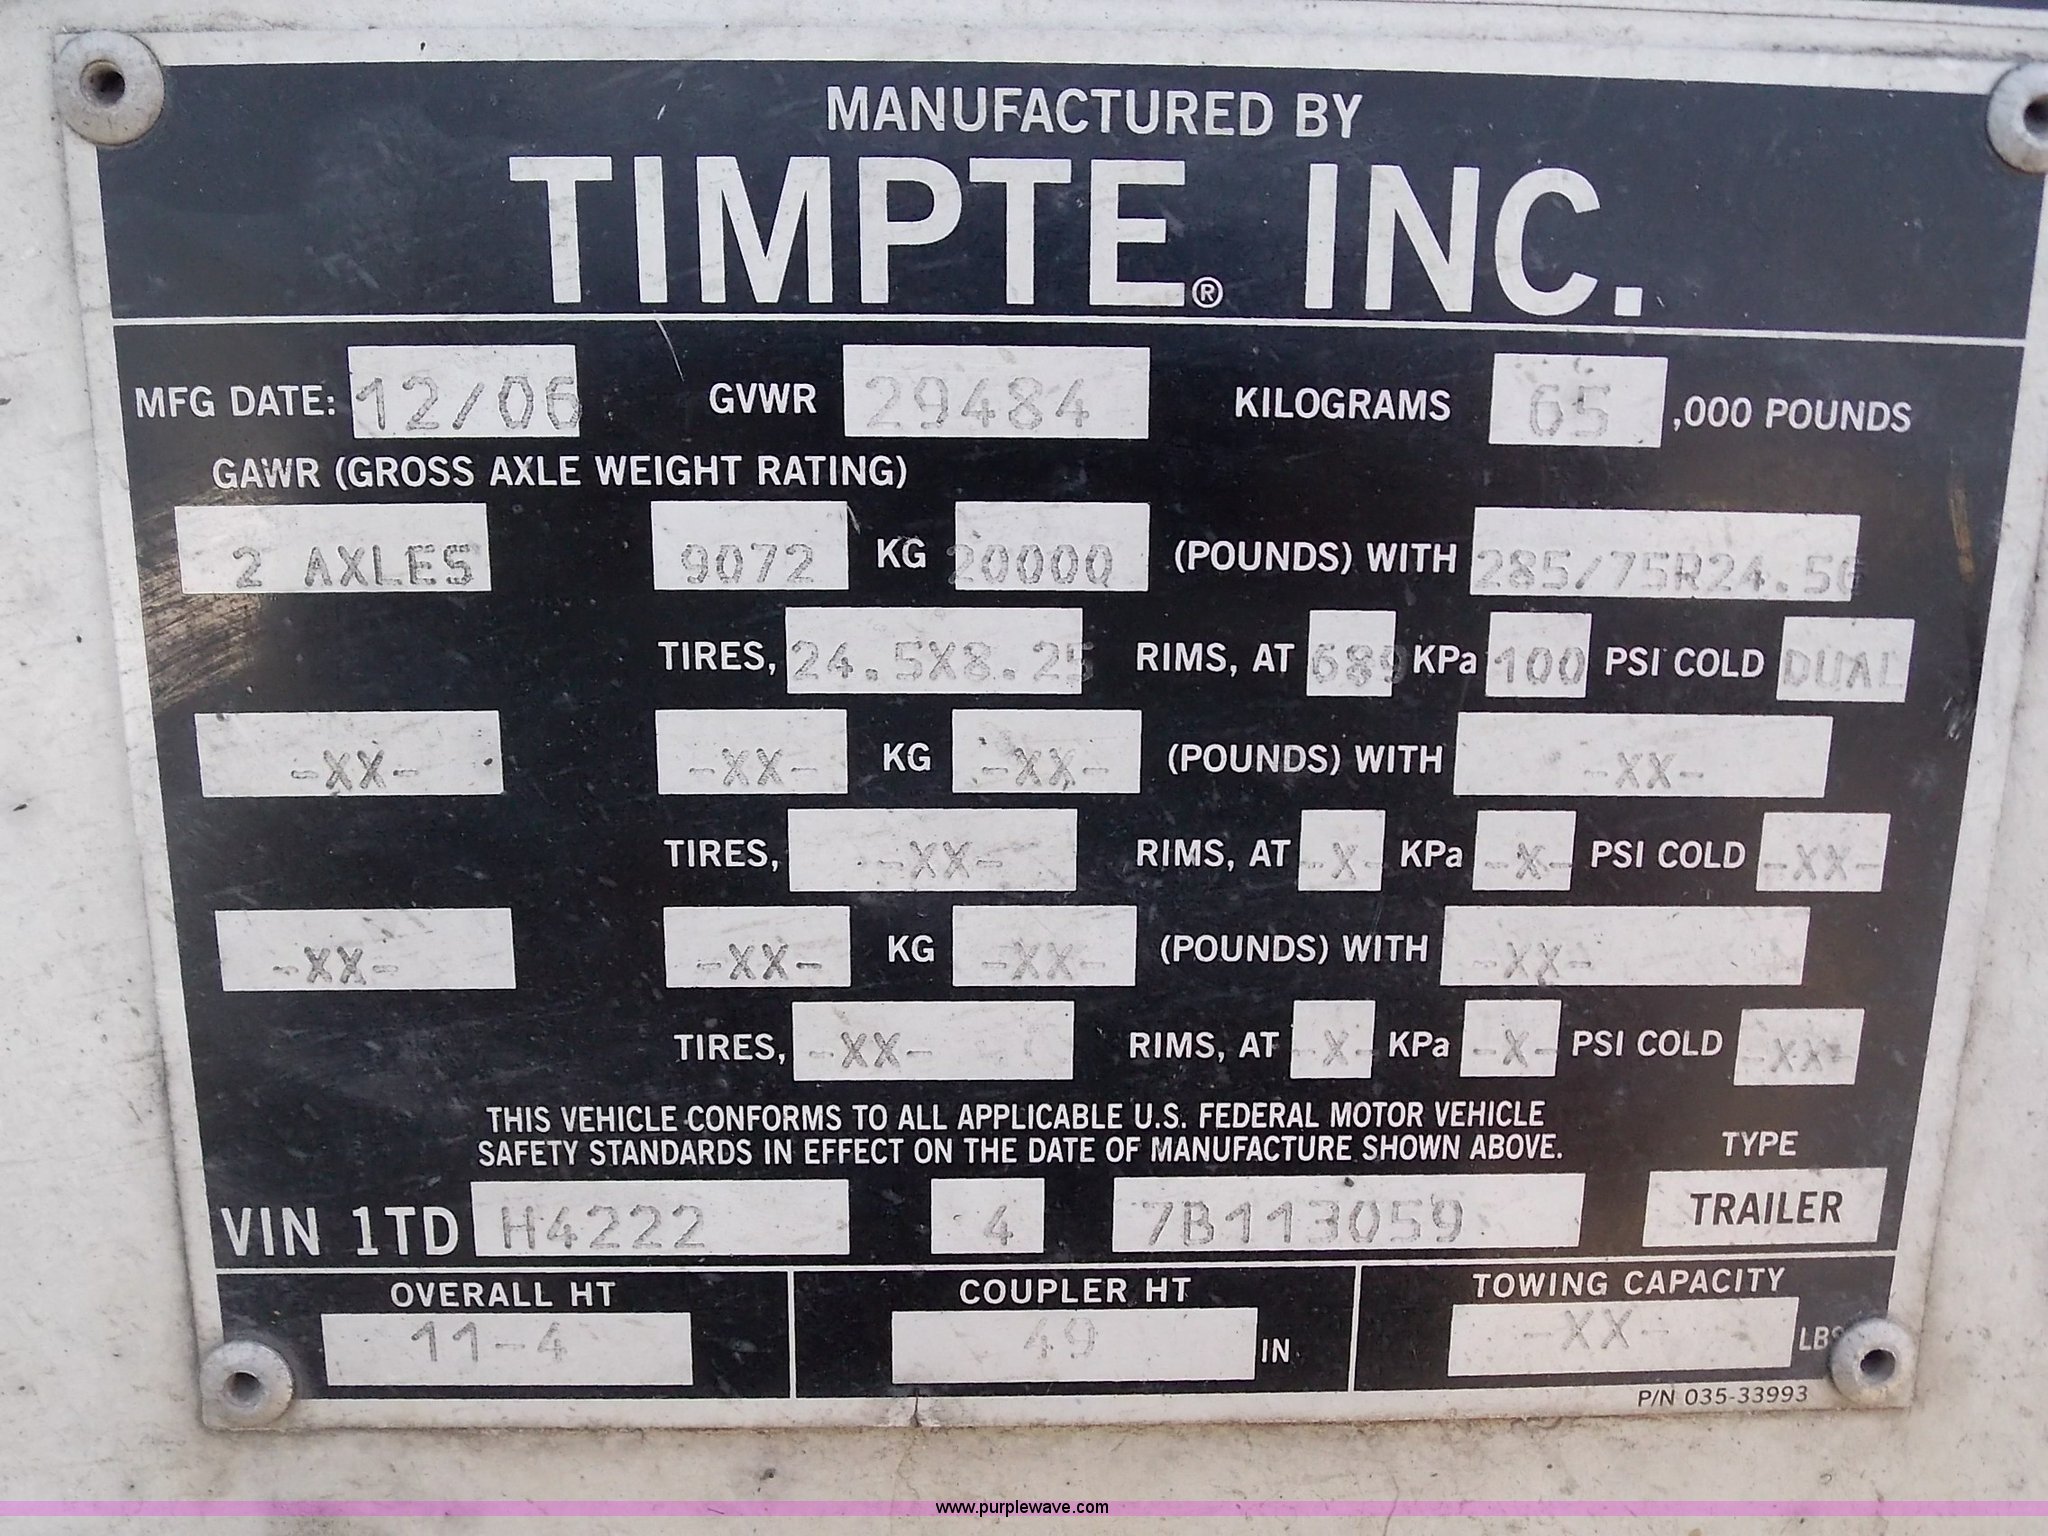 MANUFACTURED BY
TIMPTE® INC.
MFG DATE: 12/06 GVWR 29484 KILOGRAMS 65 ,000 POUNDS
GAWR (GROSS AXLE WEIGHT RATING)
2 AXLES 9072 KG 20000 (POUNDS) WITH 285/75R24.5G
TIRES, 24.5X8.25 RIMS, AT 689 KPa 100 PSI COLD DUAL
-XX- -XX- KG -XX- (POUNDS) WITH -XX-
TIRES, -XX- RIMS, AT -X- KPa -X- PSI COLD -XX-
-XX- -XX- KG -XX- (POUNDS) WITH -XX-
TIRES, -XX- RIMS, AT -X- KPa -X- PSI COLD -XX-
THIS VEHICLE CONFORMS TO ALL APPLICABLE U.S. FEDERAL MOTOR VEHICLE
SAFETY STANDARDS IN EFFECT ON THE DATE OF MANUFACTURE SHOWN ABOVE.
TYPE
VIN 1TD H4222 4 7B113059 TRAILER
OVERALL HT COUPLER HT TOWING CAPACITY
11-4 49 IN -XX- LBS
P/N 035-33993
www.purplewave.com